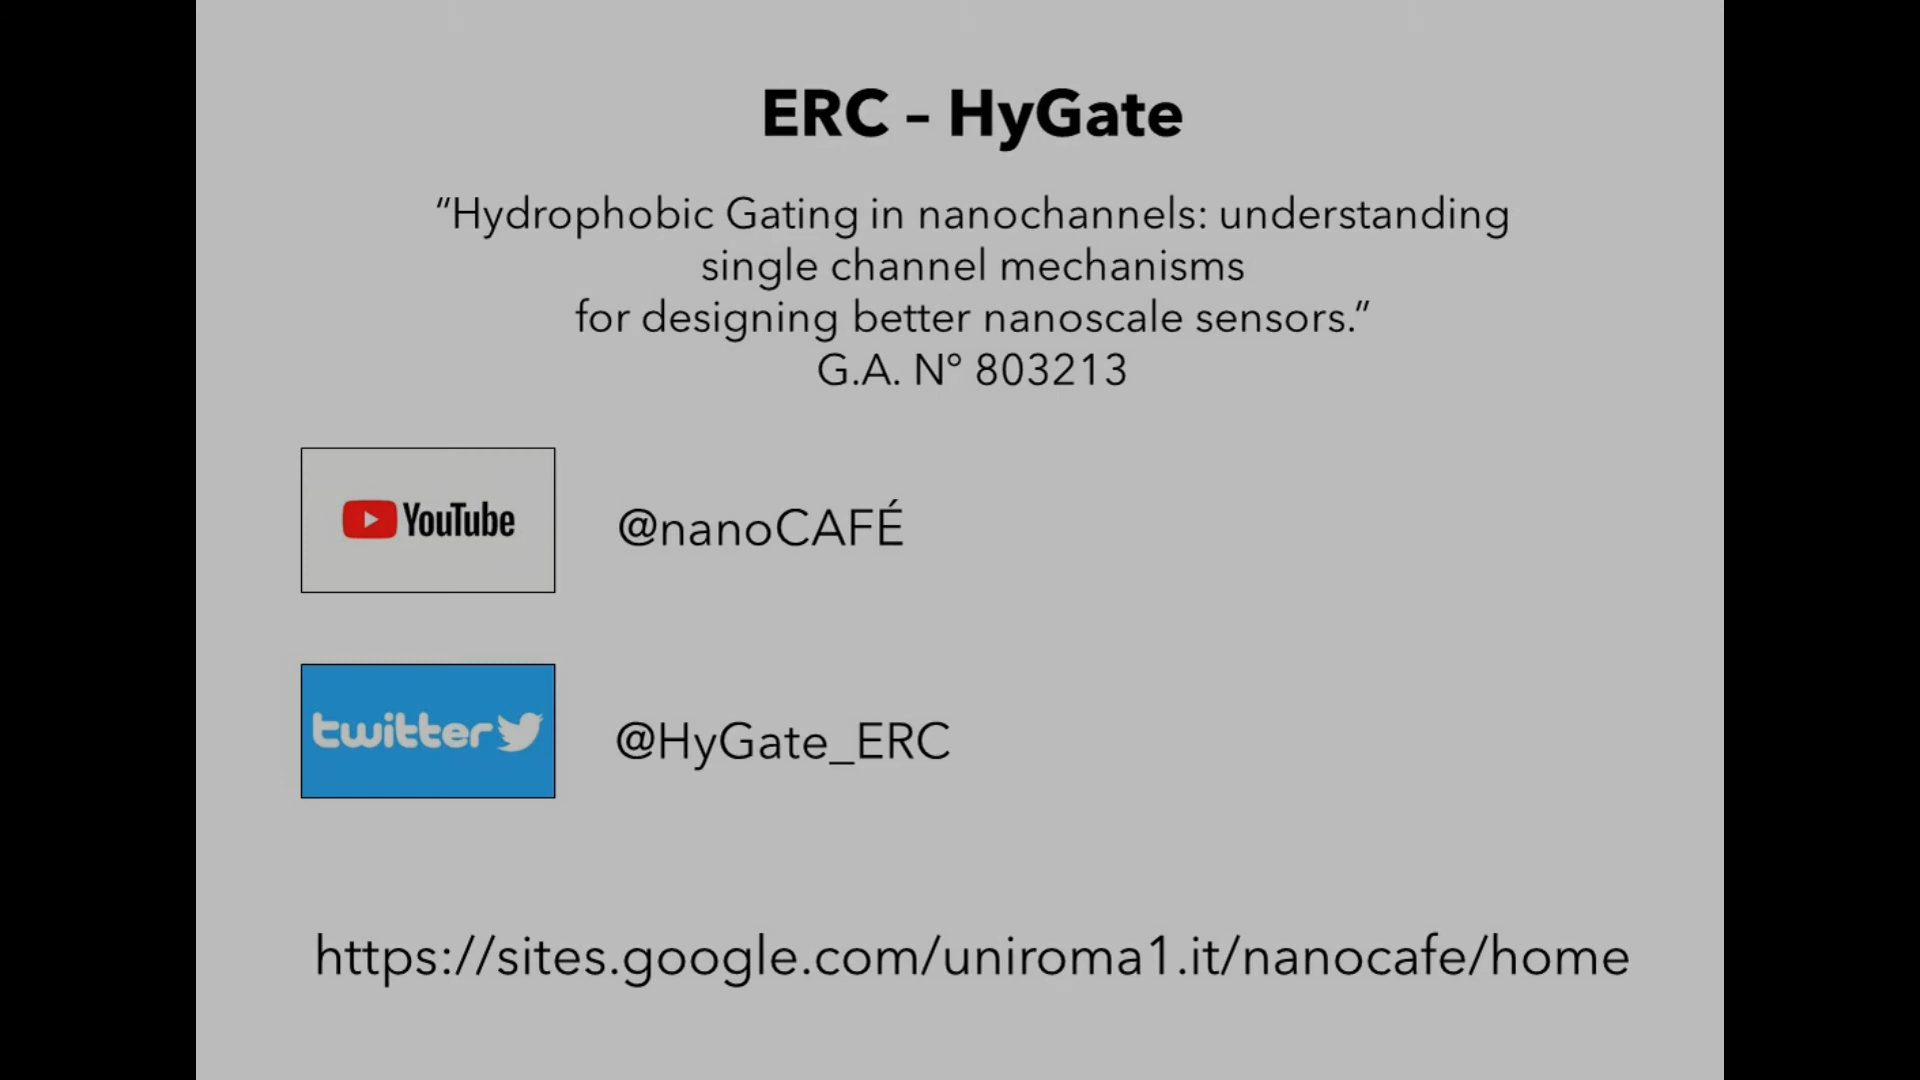 ERC – HyGate
“Hydrophobic Gating in nanochannels: understanding
single channel mechanisms
for designing better nanoscale sensors.”
G.A. N° 803213
YouTube
@nanoCAFÉ
twitter
@HyGate_ERC
https://sites.google.com/uniroma1.it/nanocafe/home